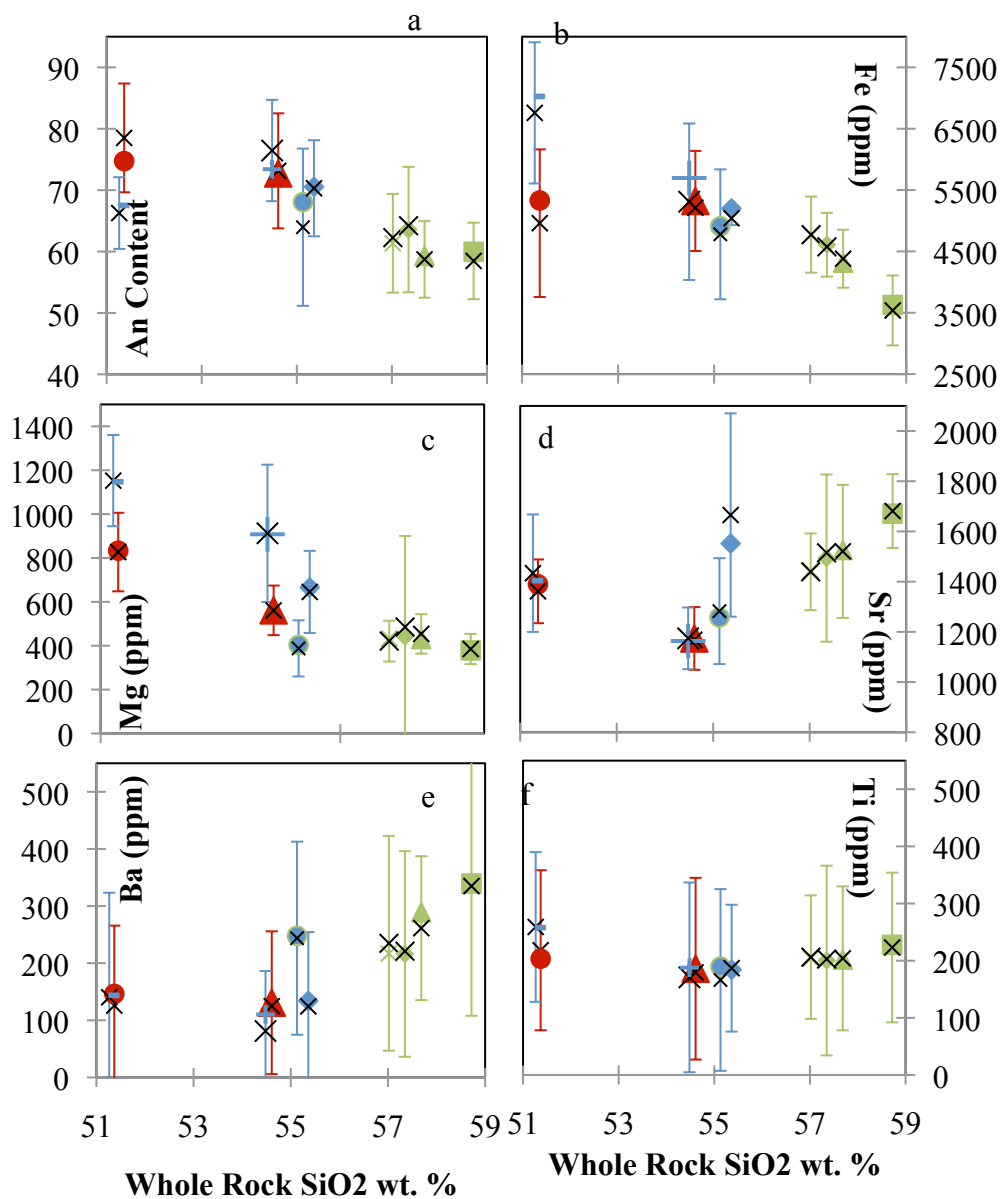 a
90
80
70
60
50
40
An Content
b
7500
6500
5500
4500
3500
2500
Fe (ppm)
c
1400
1200
1000
800
600
400
200
0
Mg (ppm)
d
2000
1800
1600
1400
1200
1000
800
Sr (ppm)
e
500
400
300
200
100
0
Ba (ppm)
51 53 55 57 59
Whole Rock SiO2 wt. %
f
500
400
300
200
100
0
Ti (ppm)
51 53 55 57 59
Whole Rock SiO2 wt. %